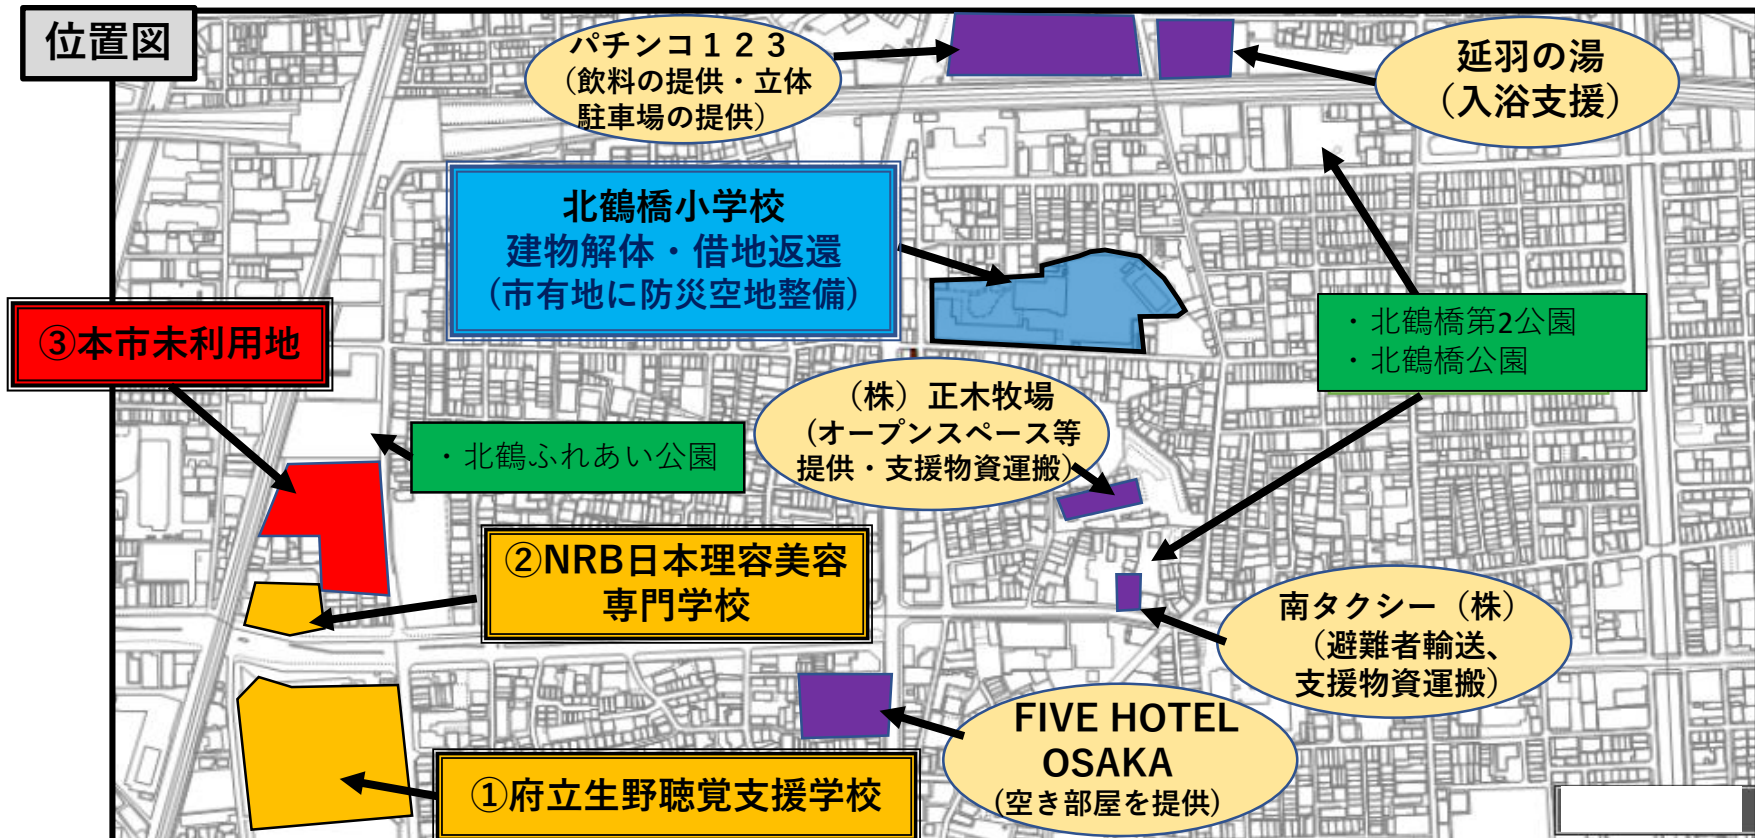 位置図
パチンコ１２３
（飲料の提供・立体
駐車場の提供）
延羽の湯
（入浴支援）
北鶴橋小学校
建物解体・借地返還
（市有地に防災空地整備）
③本市未利用地
・北鶴橋第2公園
・北鶴橋公園
（株）正木牧場
（オープンスペース等
提供・支援物資運搬）
・北鶴ふれあい公園
②NRB日本理容美容
専門学校
南タクシー（株）
（避難者輸送、
支援物資運搬）
FIVE HOTEL
OSAKA
（空き部屋を提供）
①府立生野聴覚支援学校